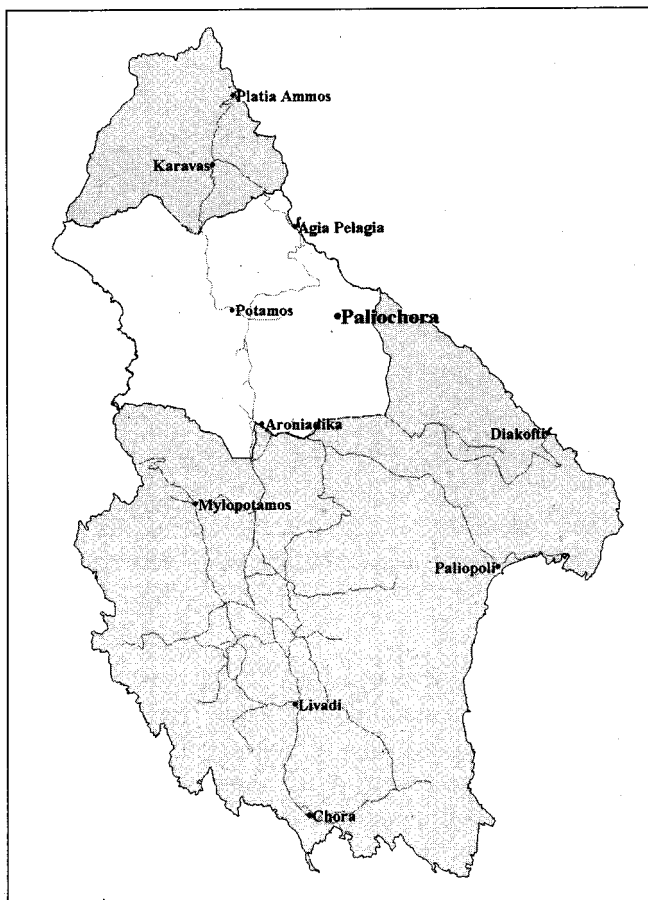 Platia Ammos
Karavas
Agia Pelagia
Potamos
Paliochora
Aroniadika
Diakofti
Mylopotamos
Paliopoli
Livadi
Chora